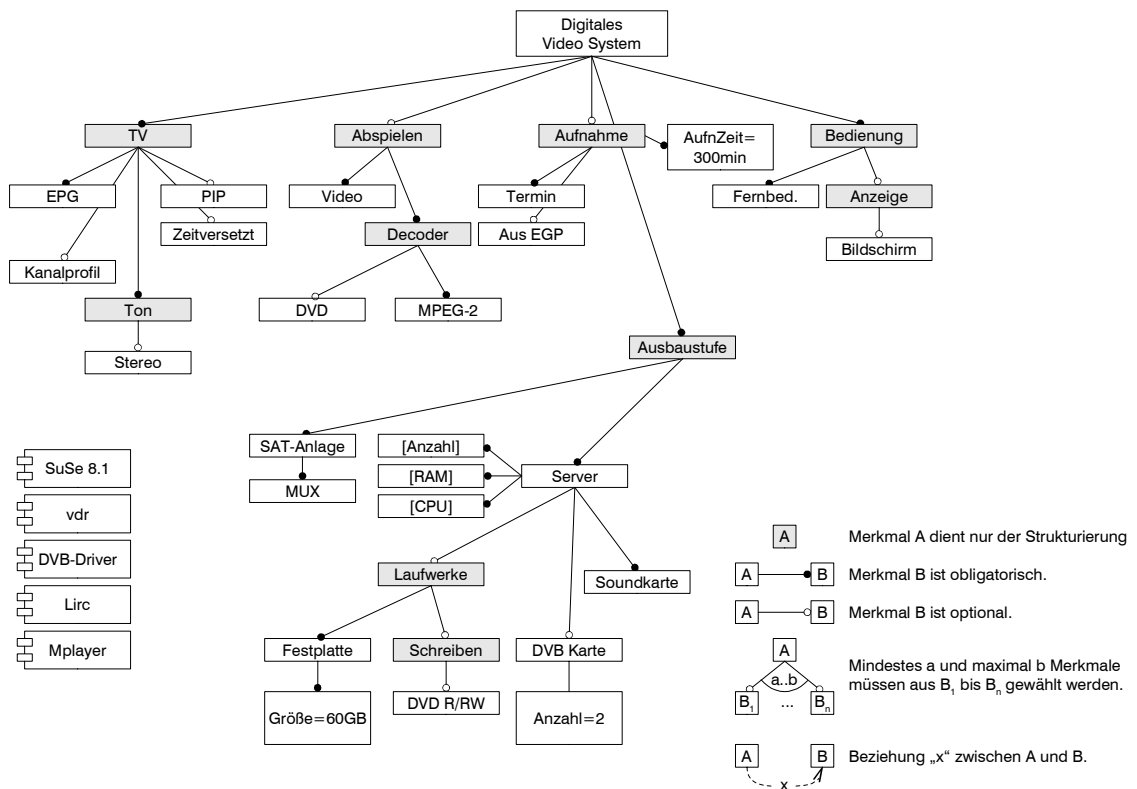 Digitales
Video System
TV
Abspielen
Aufnahme
AufnZeit=
300min
Bedienung
EPG
PIP
Video
Termin
Fernbed.
Anzeige
Zeitversetzt
Decoder
Aus EGP
Bildschirm
Kanalprofil
DVD
MPEG-2
Ton
Stereo
Ausbaustufe
SAT-Anlage
[Anzahl]
MUX
[RAM]
Server
[CPU]
SuSe 8.1
vdr
DVB-Driver
Lirc
Mplayer
Laufwerke
Soundkarte
Festplatte
Schreiben
DVB Karte
Größe=60GB
DVD R/RW
Anzahl=2
A Merkmal A dient nur der Strukturierung
A B Merkmal B ist obligatorisch.
A B Merkmal B ist optional.
A
a..b
B1 ... Bn
Mindestes a und maximal b Merkmale
müssen aus B1 bis Bn gewählt werden.
A B Beziehung „x“ zwischen A und B.
x